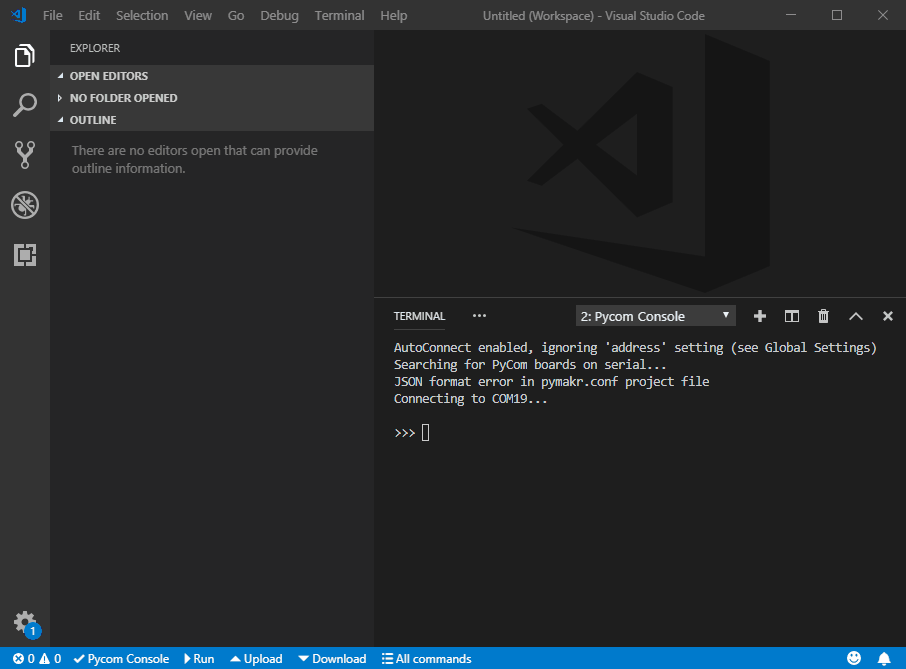 File Edit Selection View Go Debug Terminal Help Untitled (Workspace) - Visual Studio Code
EXPLORER
OPEN EDITORS
NO FOLDER OPENED
OUTLINE
There are no editors open that can provide
outline information.
TERMINAL ••• 2: Pycom Console
AutoConnect enabled, ignoring 'address' setting (see Global Settings)
Searching for PyCom boards on serial...
JSON format error in pymakr.conf project file
Connecting to COM19...
>>>
1
0 0 Pycom Console Run Upload Download All commands